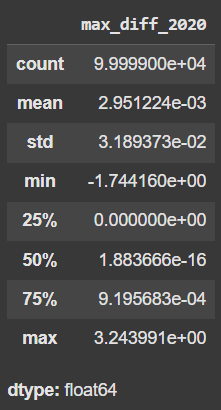 max_diff_2020
count 9.999900e+04
mean 2.951224e-03
std 3.189373e-02
min -1.744160e+00
25% 0.000000e+00
50% 1.883666e-16
75% 9.195683e-04
max 3.243991e+00
dtype: float64